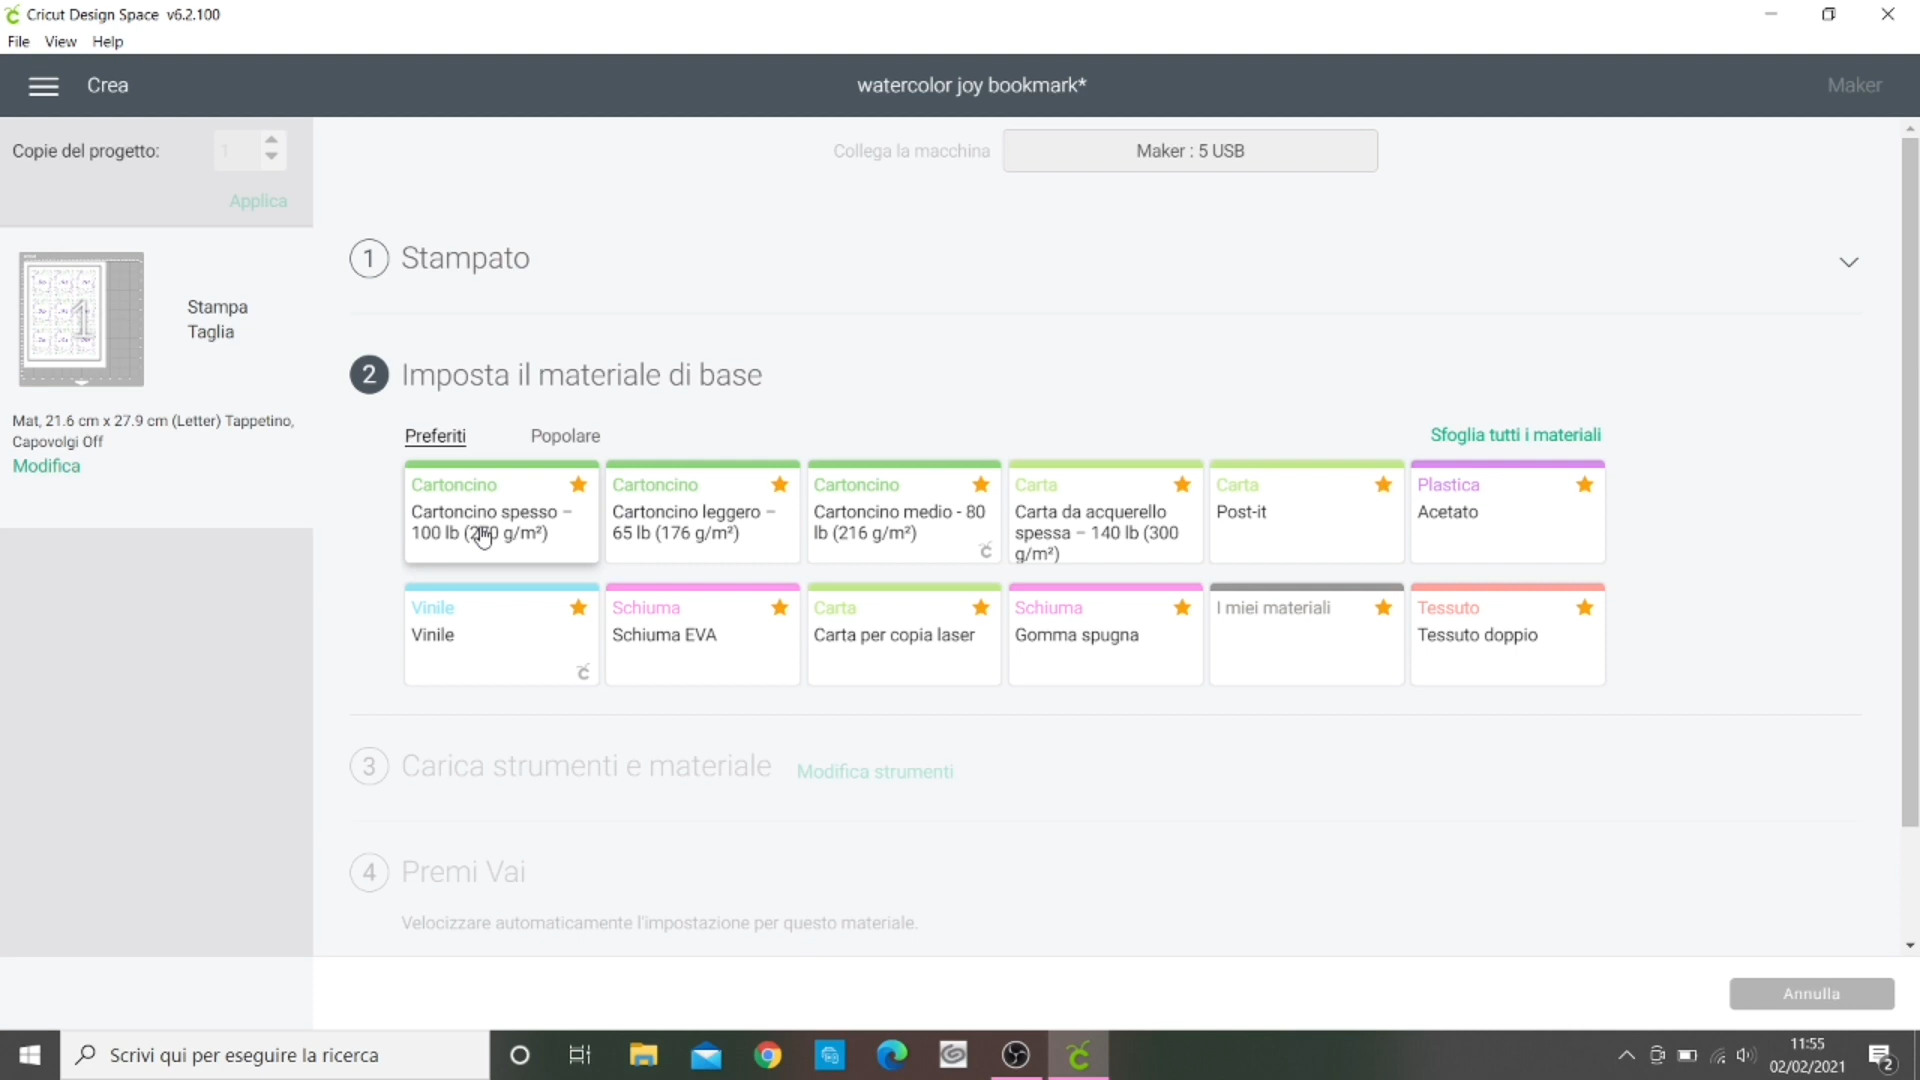 Cricut Design Space v6.2.100
File View Help
Crea
watercolor joy bookmark*
Maker
Copie del progetto:
1
Applica
Collega la macchina
Maker : 5 USB
1 Stampato
1
Stampa
Taglia
Mat, 21.6 cm x 27.9 cm (Letter) Tappetino,
Capovolgi Off
Modifica
2 Imposta il materiale di base
Preferiti
Popolare
Sfoglia tutti i materiali
Cartoncino
Cartoncino spesso –
100 lb (270 g/m²)
Cartoncino
Cartoncino leggero –
65 lb (176 g/m²)
Cartoncino
Cartoncino medio - 80
lb (216 g/m²)
Carta
Carta da acquerello
spessa – 140 lb (300
g/m²)
Carta
Post-it
Plastica
Acetato
Vinile
Vinile
Schiuma
Schiuma EVA
Carta
Carta per copia laser
Schiuma
Gomma spugna
I miei materiali
Tessuto
Tessuto doppio
3 Carica strumenti e materiale
Modifica strumenti
4 Premi Vai
Velocizzare automaticamente l'impostazione per questo materiale.
Annulla
Scrivi qui per eseguire la ricerca
11:55
02/02/2021
2